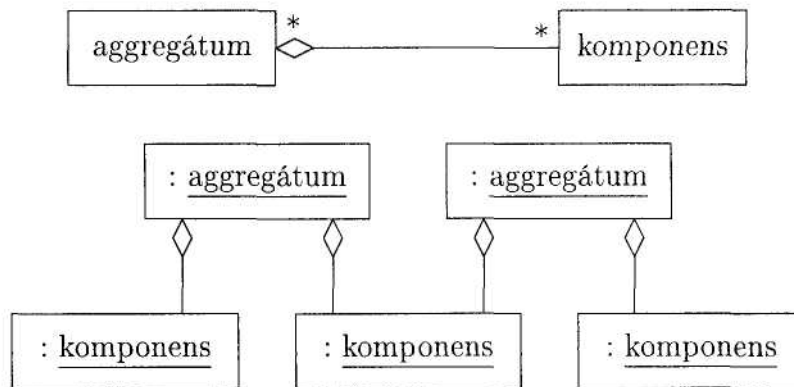 aggregátum * * komponens
: aggregátum : aggregátum
: komponens : komponens : komponens